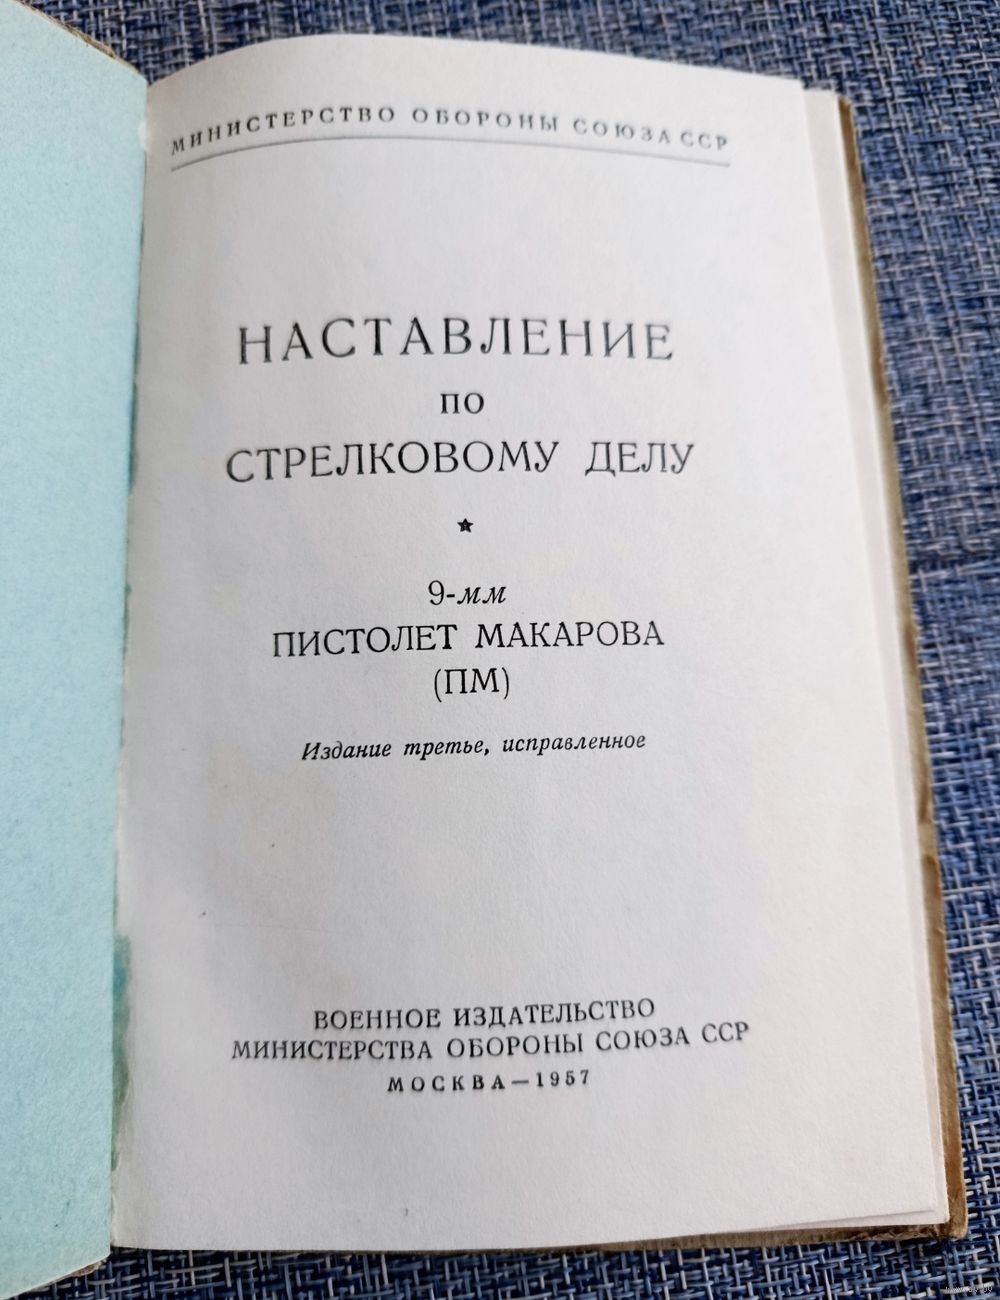 МИНИСТЕРСТВО ОБОРОНЫ СОЮЗА ССР
НАСТАВЛЕНИЕ
ПО
СТРЕЛКОВОМУ ДЕЛУ
9-мм
ПИСТОЛЕТ МАКАРОВА
(ПМ)
Издание третье, исправленное
ВОЕННОЕ ИЗДАТЕЛЬСТВО
МИНИСТЕРСТВА ОБОРОНЫ СОЮЗА ССР
МОСКВА—1957